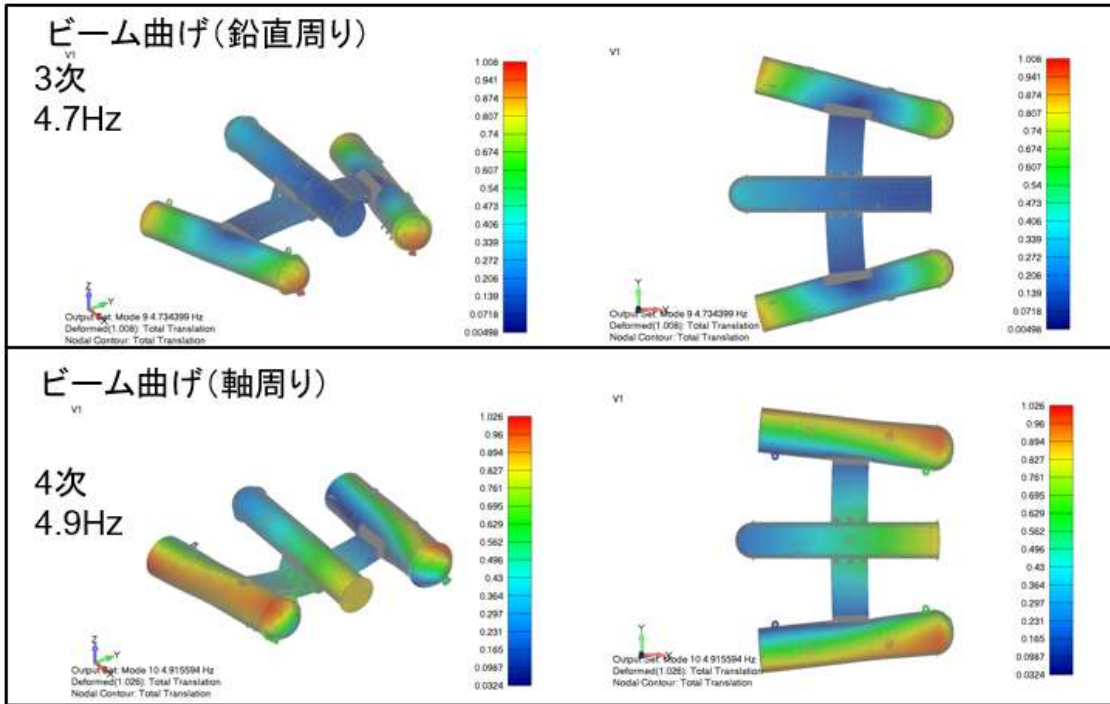 ビーム曲げ(鉛直周り)
V1
3次
4.7Hz
1.008
0.941
0.874
0.807
0.74
0.674
0.607
0.54
0.473
0.406
0.339
0.272
0.206
0.139
0.0718
0.00498
Z
Y
X
Output Set: Mode 9 4.734399 Hz
Deformed(1.008): Total Translation
Nodal Contour: Total Translation
V1
1.008
0.941
0.874
0.807
0.74
0.674
0.607
0.54
0.473
0.406
0.339
0.272
0.206
0.139
0.0718
0.00498
Y
X
Output Set: Mode 9 4.734399 Hz
Deformed(1.008): Total Translation
Nodal Contour: Total Translation
ビーム曲げ(軸周り)
V1
4次
4.9Hz
1.026
0.96
0.894
0.827
0.761
0.695
0.629
0.562
0.496
0.43
0.364
0.297
0.231
0.165
0.0987
0.0324
Z
Y
X
Output Set: Mode 10 4.915594 Hz
Deformed(1.026): Total Translation
Nodal Contour: Total Translation
V1
1.026
0.96
0.894
0.827
0.761
0.695
0.629
0.562
0.496
0.43
0.364
0.297
0.231
0.165
0.0987
0.0324
Y
X
Output Set: Mode 10 4.915594 Hz
Deformed(1.026): Total Translation
Nodal Contour: Total Translation